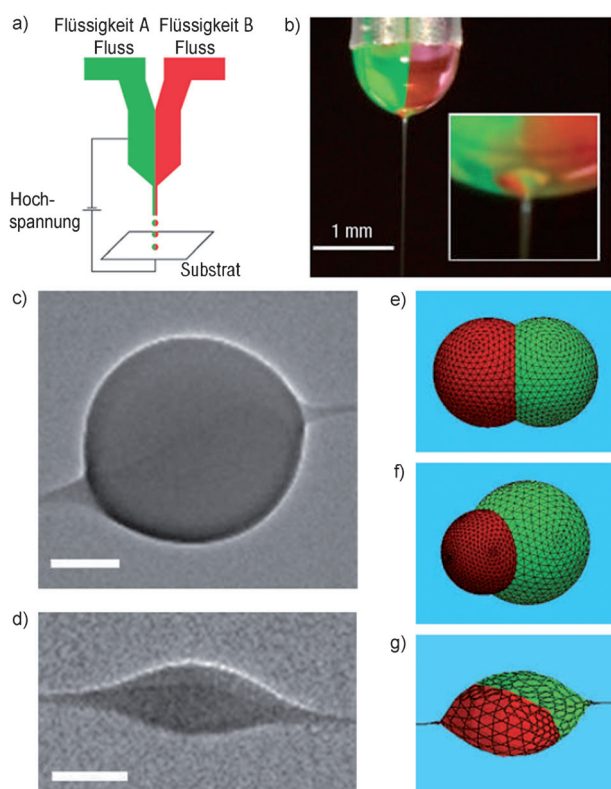 a)
Flüssigkeit A
Fluss
Flüssigkeit B
Fluss
Hoch-
spannung
Substrat
b)
1 mm
c)
d)
e)
f)
g)